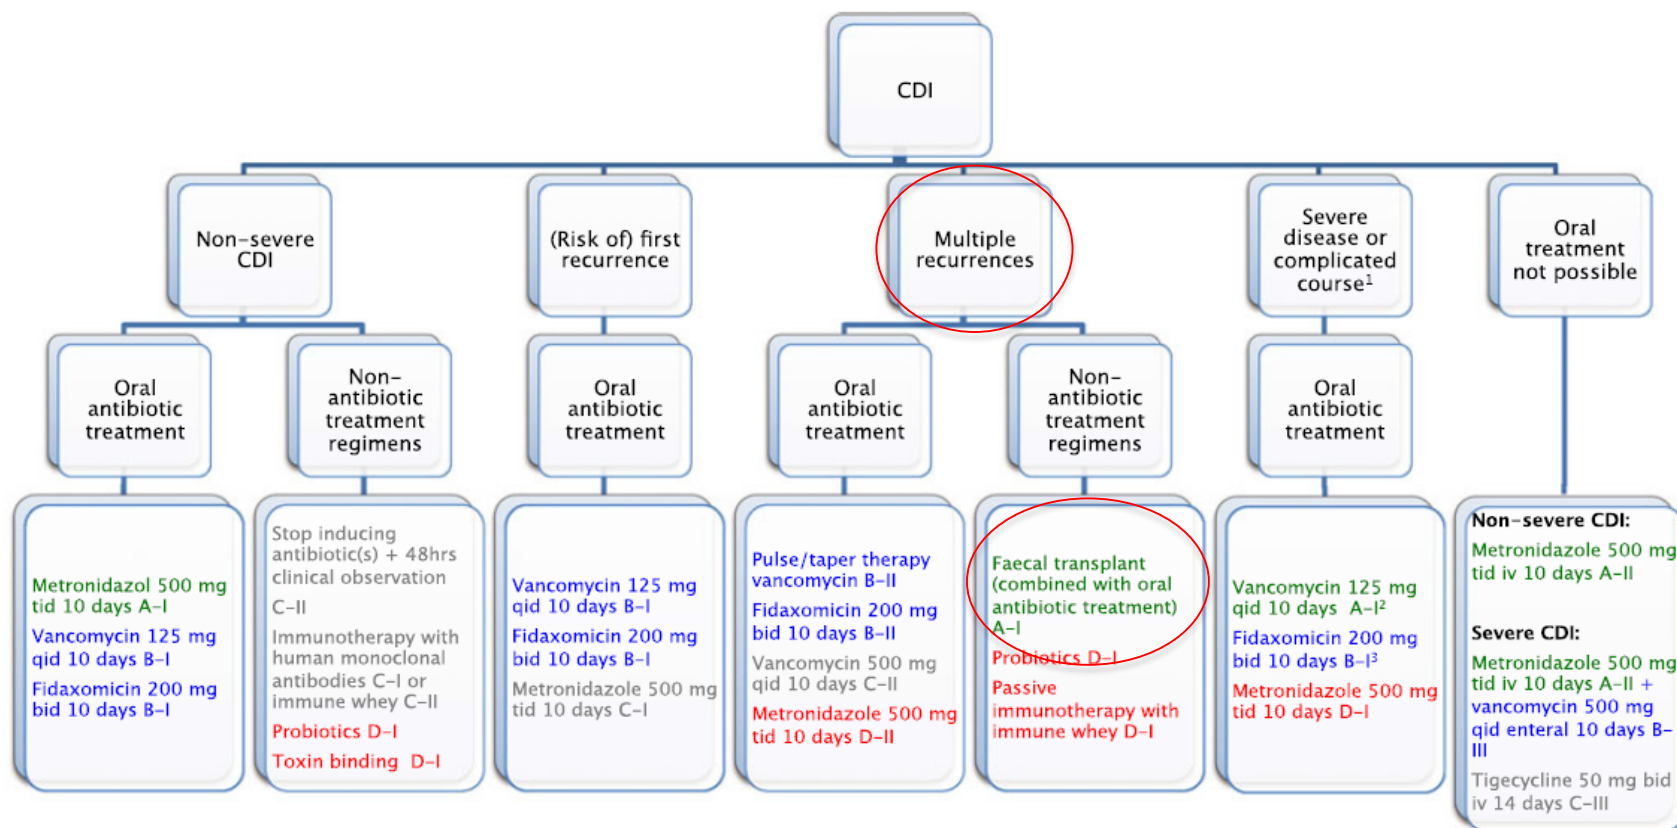 CDI
Non-severe
CDI
(Risk of) first
recurrence
Multiple
recurrences
Severe
disease or
complicated
course1
Oral
treatment
not possible
Oral
antibiotic
treatment
Non-
antibiotic
treatment
regimens
Oral
antibiotic
treatment
Oral
antibiotic
treatment
Non-
antibiotic
treatment
regimens
Oral
antibiotic
treatment
Metronidazol 500 mg
tid 10 days A-I
Vancomycin 125 mg
qid 10 days B-I
Fidaxomicin 200 mg
bid 10 days B-I
Stop inducing
antibiotic(s) + 48hrs
clinical observation
C-II
Immunotherapy with
human monoclonal
antibodies C-I or
immune whey C-II
Probiotics D-I
Toxin binding D-I
Vancomycin 125 mg
qid 10 days B-I
Fidaxomicin 200 mg
bid 10 days B-I
Metronidazole 500 mg
tid 10 days C-I
Pulse/taper therapy
vancomycin B-II
Fidaxomicin 200 mg
bid 10 days B-II
Vancomycin 500 mg
qid 10 days C-II
Metronidazole 500 mg
tid 10 days D-II
Faecal transplant
(combined with oral
antibiotic treatment)
A-I
Probiotics D-I
Passive
immunotherapy with
immune whey D-I
Vancomycin 125 mg
qid 10 days A-I2
Fidaxomicin 200 mg
bid 10 days B-I3
Metronidazole 500 mg
tid 10 days D-I
Non-severe CDI:
Metronidazole 500 mg
tid iv 10 days A-II
Severe CDI:
Metronidazole 500 mg
tid iv 10 days A-II +
vancomycin 500 mg
qid enteral 10 days B-
III
Tigecycline 50 mg bid
iv 14 days C-III